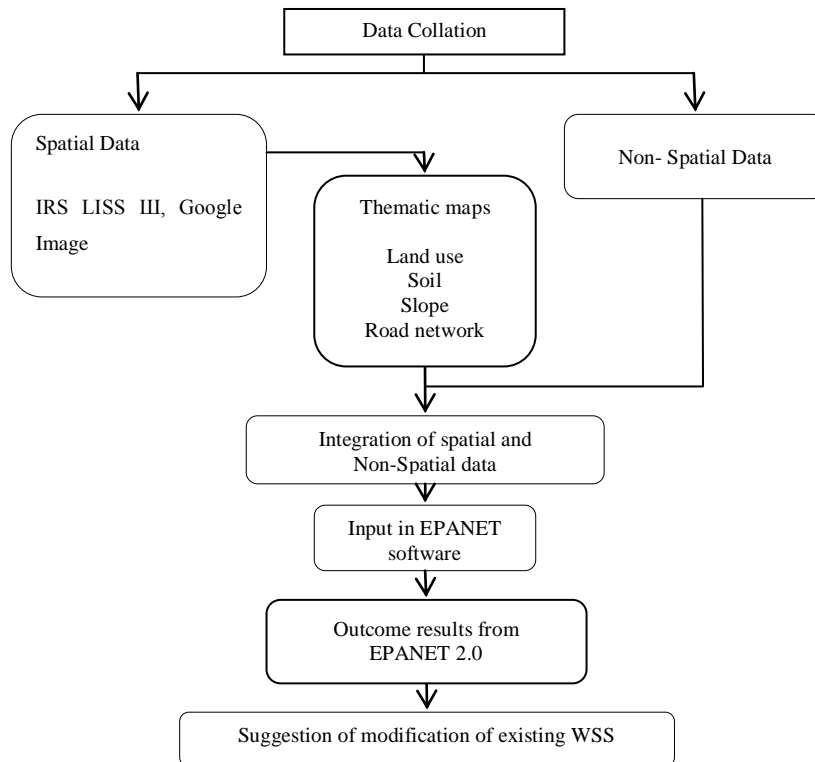 Data Collation
Spatial Data
IRS LISS Ш, Google
Image
Non- Spatial Data
Thematic maps
Land use
Soil
Slope
Road network
Integration of spatial and
Non-Spatial data
Input in EPANET
software
Outcome results from
EPANET 2.0
Suggestion of modification of existing WSS